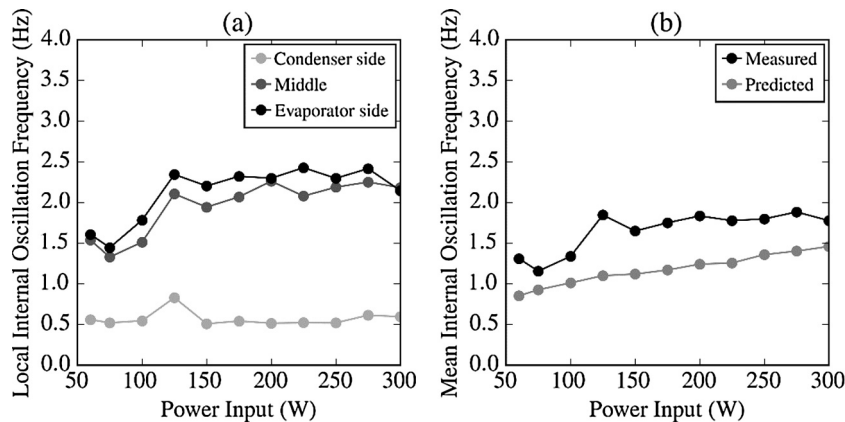 (a)
Local Internal Oscillation Frequency (Hz)
4.0
3.5
3.0
2.5
2.0
1.5
1.0
0.5
0.0
Condenser side
Middle
Evaporator side
50
100
150
200
250
300
Power Input (W)
(b)
Mean Internal Oscillation Frequency (Hz)
4.0
3.5
3.0
2.5
2.0
1.5
1.0
0.5
0.0
Measured
Predicted
50
100
150
200
250
300
Power Input (W)